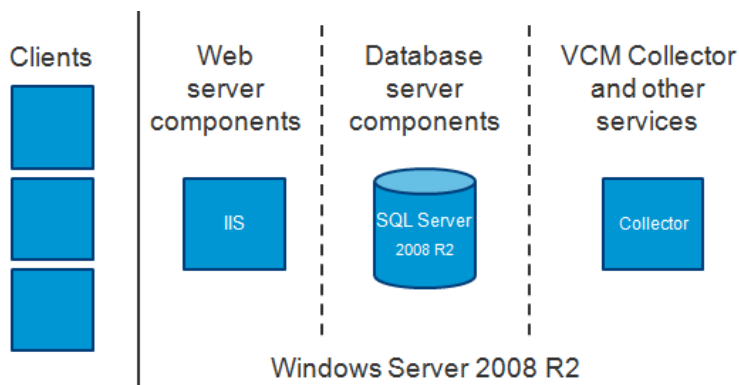 Clients
Web
server
components
Database
server
components
VCM Collector
and other
services
IIS
SQL Server
2008 R2
Collector
Windows Server 2008 R2